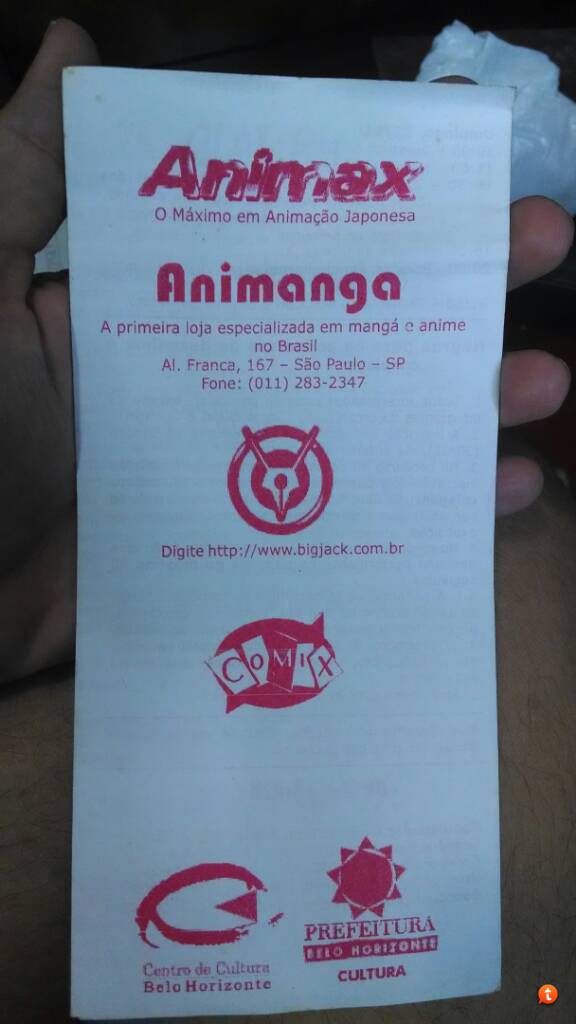 Animax
O Máximo em Animação Japonesa
Animanga
A primeira loja especializada em mangá e anime
no Brasil
Al. Franca, 167 – São Paulo – SP
Fone: (011) 283-2347
Digite http://www.bigjack.com.br
COMIX
Centro de Cultura
Belo Horizonte
PREFEITURA
BELO HORIZONTE
CULTURA
t